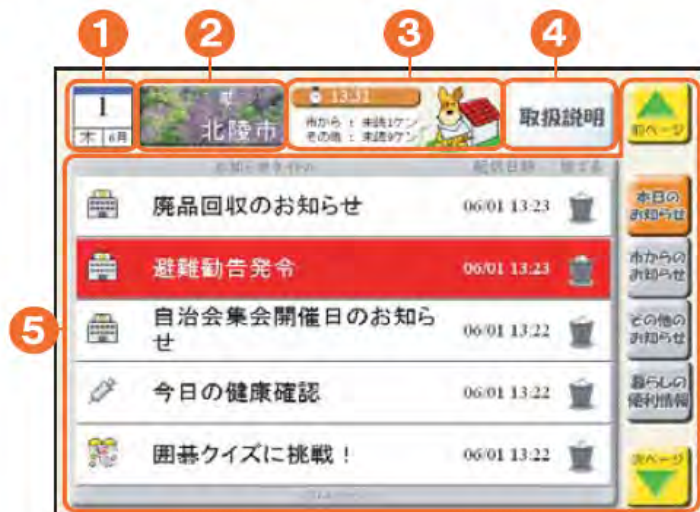 1 2 3 4
1
木 6月
北陵市
13:31
市から : 未読1ケン
その他 : 未読9ケン
取扱説明
前ページ
お知らせタイトル 配信日時 捨てる
廃品回収のお知らせ 06/01 13:23
本日の
お知らせ
避難勧告発令 06/01 13:23
市からの
お知らせ
5
自治会集会開催日のお知ら
せ 06/01 13:22
その他の
お知らせ
今日の健康確認 06/01 13:22
暮らしの
便利情報
囲碁クイズに挑戦! 06/01 13:22
次ページ